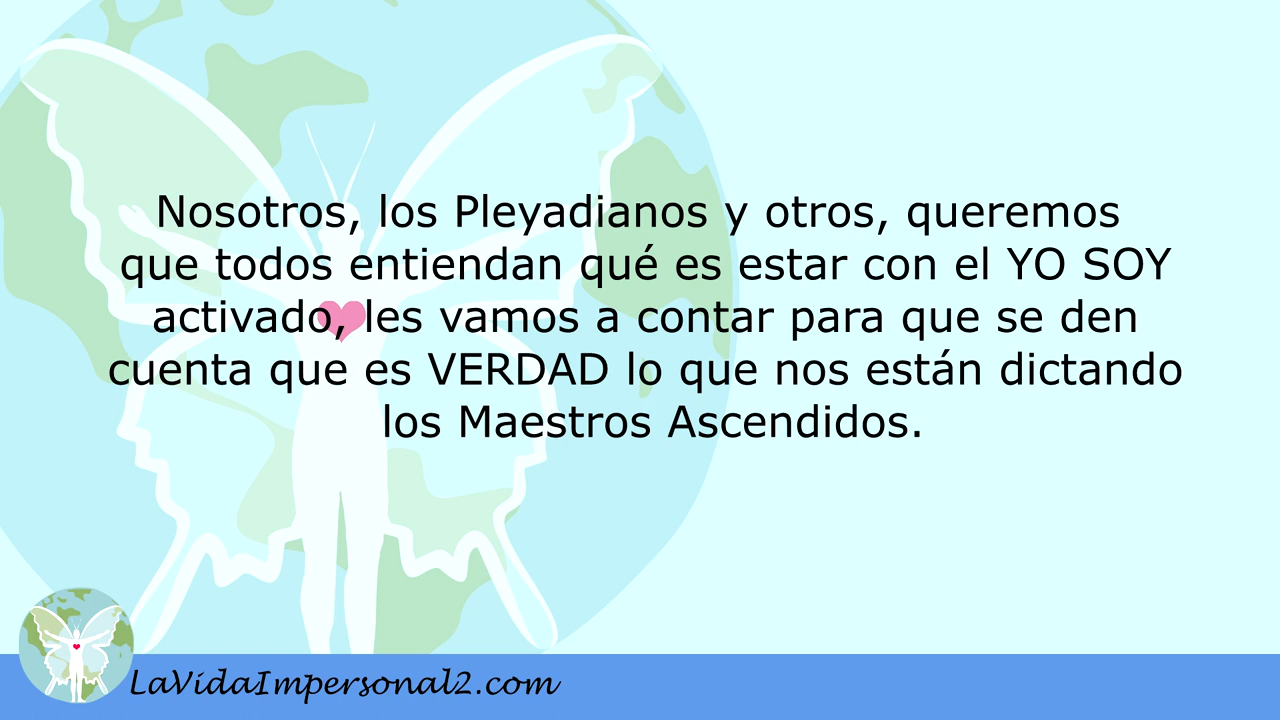 Nosotros, los Pleyadianos y otros, queremos
que todos entiendan qué es estar con el YO SOY
activado, les vamos a contar para que se den
cuenta que es VERDAD lo que nos están dictando
los Maestros Ascendidos.
LaVidaImpersonal2.com